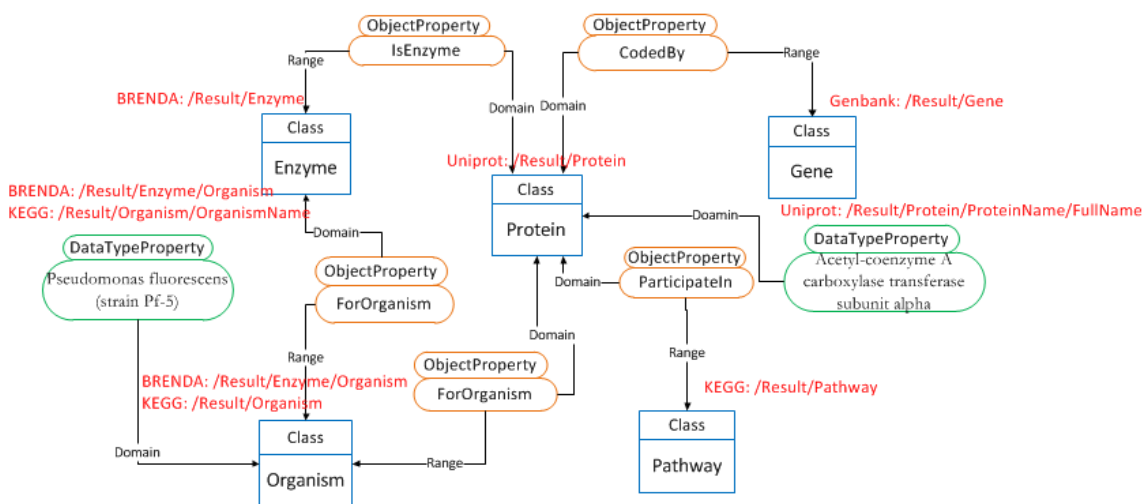 ObjectProperty
IsEnzyme
ObjectProperty
CodedBy
Range
Range
BRENDA: /Result/Enzyme
Domain
Domain
Genbank: /Result/Gene
Class
Enzyme
Class
Gene
Uniprot: /Result/Protein
Class
Protein
BRENDA: /Result/Enzyme/Organism
KEGG: /Result/Organism/OrganismName
Uniprot: /Result/Protein/ProteinName/FullName
Domain
Doamin
DataTypeProperty
Pseudomonas fluorescens
(strain Pf-5)
ObjectProperty
ForOrganism
ObjectProperty
ParticipateIn
Domain
DataTypeProperty
Acetyl-coenzyme A
carboxylase transferase
subunit alpha
Domain
Range
Range
ObjectProperty
ForOrganism
BRENDA: /Result/Enzyme/Organism
KEGG: /Result/Organism
KEGG: /Result/Pathway
Class
Organism
Class
Pathway
Domain
Range